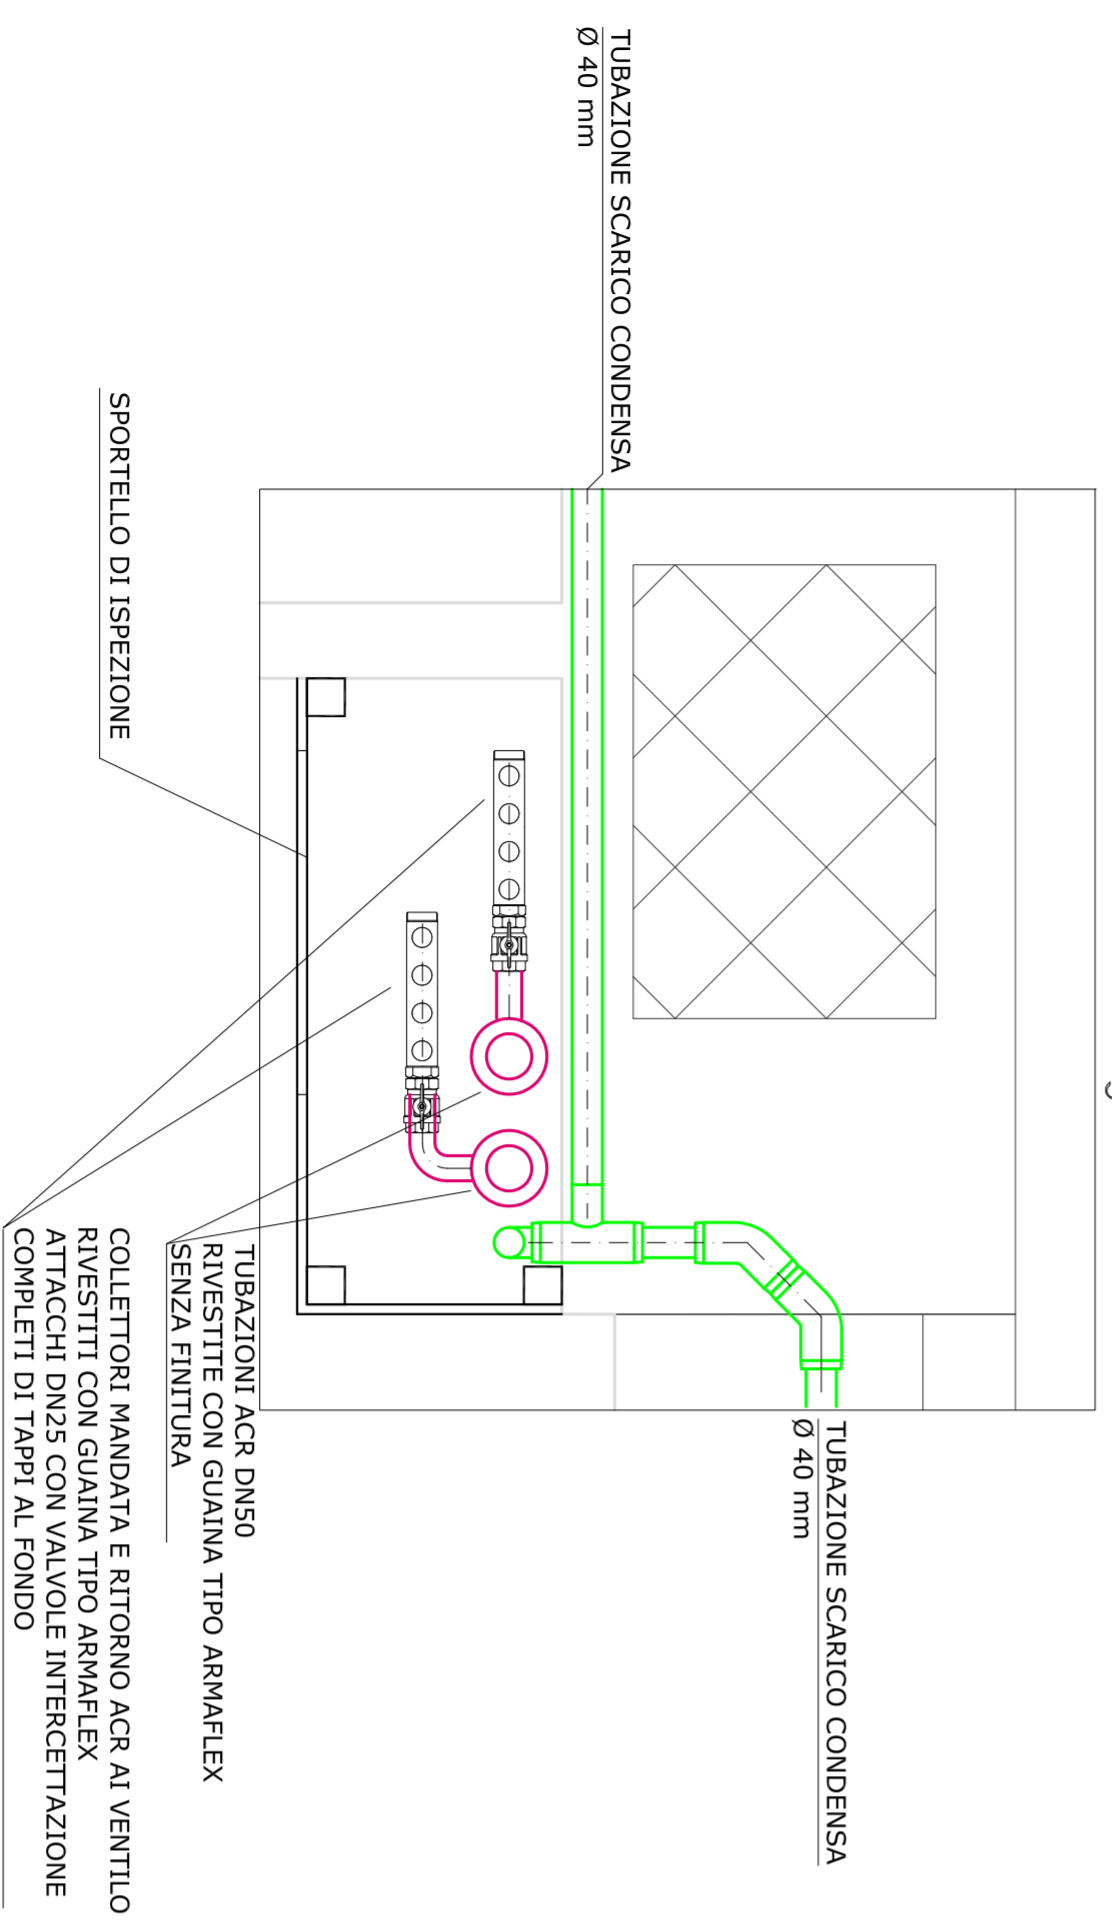 TUBAZIONE SCARICO CONDENSA
Ø 40 mm
TUBAZIONE SCARICO CONDENSA
Ø 40 mm
SPORTELLO DI ISPEZIONE
TUBAZIONI ACR DN50
RIVESTITE CON GUAINA TIPO ARMAFLEX
SENZA FINITURA
COLLETTORI MANDATA E RITORNO ACR AI VENTILO
RIVESTITI CON GUAINA TIPO ARMAFLEX
ATTACCHI DN25 CON VALVOLE INTERCETTAZIONE
COMPLETI DI TAPPI AL FONDO